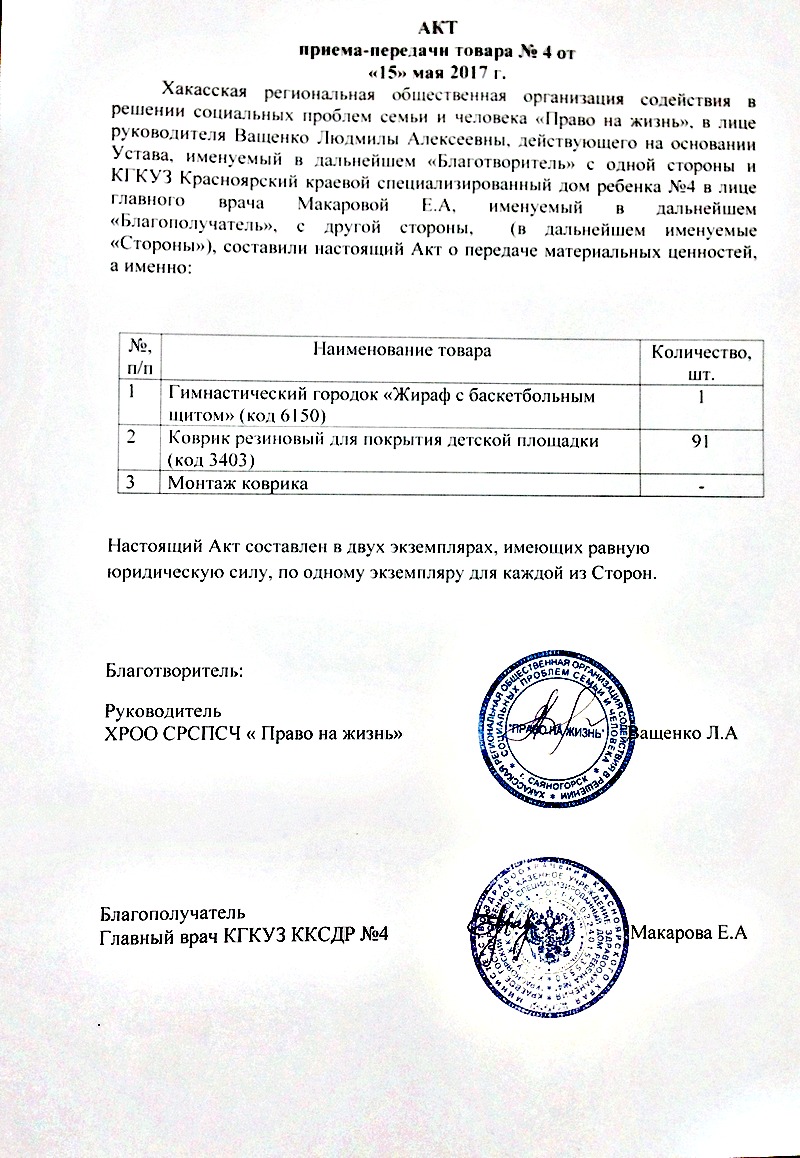 АКТ
приема-передачи товара № 4 от
«15» мая 2017 г.
Хакасская региональная общественная организация содействия в
решении социальных проблем семьи и человека «Право на жизнь», в лице
руководителя Ващенко Людмилы Алексеевны, действующего на основании
Устава, именуемый в дальнейшем «Благотворитель» с одной стороны и
КГКУЗ Красноярский краевой специализированный дом ребенка №4 в лице
главного врача Макаровой Е.А, именуемый в дальнейшем
«Благополучатель», с другой стороны, (в дальнейшем именуемые
«Стороны»), составили настоящий Акт о передаче материальных ценностей,
а именно:
№, Наименование товара Количество,
п/п шт.
1 Гимнастический городок «Жираф с баскетбольным 1
щитом» (код 6150)
2 Коврик резиновый для покрытия детской площадки 91
(код 3403)
3 Монтаж коврика -
Настоящий Акт составлен в двух экземплярах, имеющих равную
юридическую силу, по одному экземпляру для каждой из Сторон.
Благотворитель:
Руководитель
ХРОО СРСПСЧ « Право на жизнь» Ващенко Л.А
ХАКАССКАЯ РЕГИОНАЛЬНАЯ ОБЩЕСТВЕННАЯ ОРГАНИЗАЦИЯ СОДЕЙСТВИЯ В РЕШЕНИИ
СОЦИАЛЬНЫХ ПРОБЛЕМ СЕМЬИ И ЧЕЛОВЕКА
"ПРАВО НА ЖИЗНЬ"
г. САЯНОГОРСК
Благополучатель
Главный врач КГКУЗ ККСДР №4 Макарова Е.А
МИНИСТЕРСТВО ЗДРАВООХРАНЕНИЯ КРАСНОЯРСКОГО КРАЯ